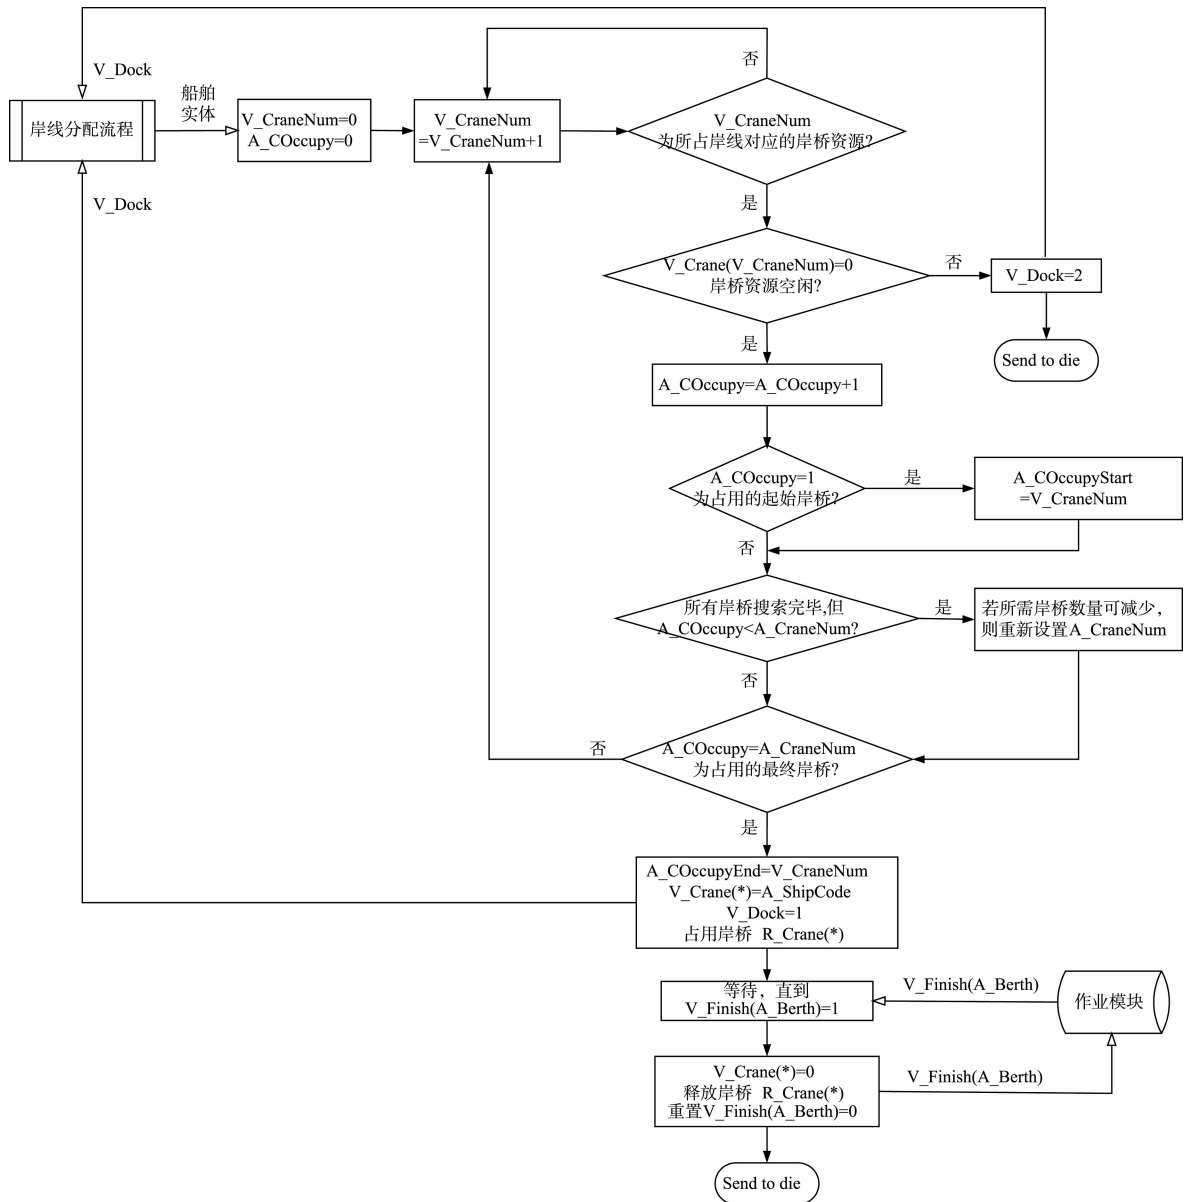 否
V_Dock
船舶
实体
岸线分配流程
V_CraneNum=0
A_COccupy=0
V_CraneNum
=V_CraneNum+1
V_CraneNum
为所占岸线对应的岸桥资源?
V_Dock
是
V_Crane(V_CraneNum)=0
岸桥资源空闲?
否
V_Dock=2
Send to die
是
A_COccupy=A_COccupy+1
A_COccupy=1
为占用的起始岸桥?
是
A_COccupyStart
=V_CraneNum
否
所有岸桥搜索完毕,但
A_COccupy<A_CraneNum?
是
若所需岸桥数量可减少，
则重新设置A_CraneNum
否
A_COccupy=A_CraneNum
为占用的最终岸桥?
否
是
A_COccupyEnd=V_CraneNum
V_Crane(*)=A_ShipCode
V_Dock=1
占用岸桥 R_Crane(*)
等待，直到
V_Finish(A_Berth)=1
V_Finish(A_Berth)
作业模块
V_Crane(*)=0
释放岸桥 R_Crane(*)
重置V_Finish(A_Berth)=0
V_Finish(A_Berth)
Send to die